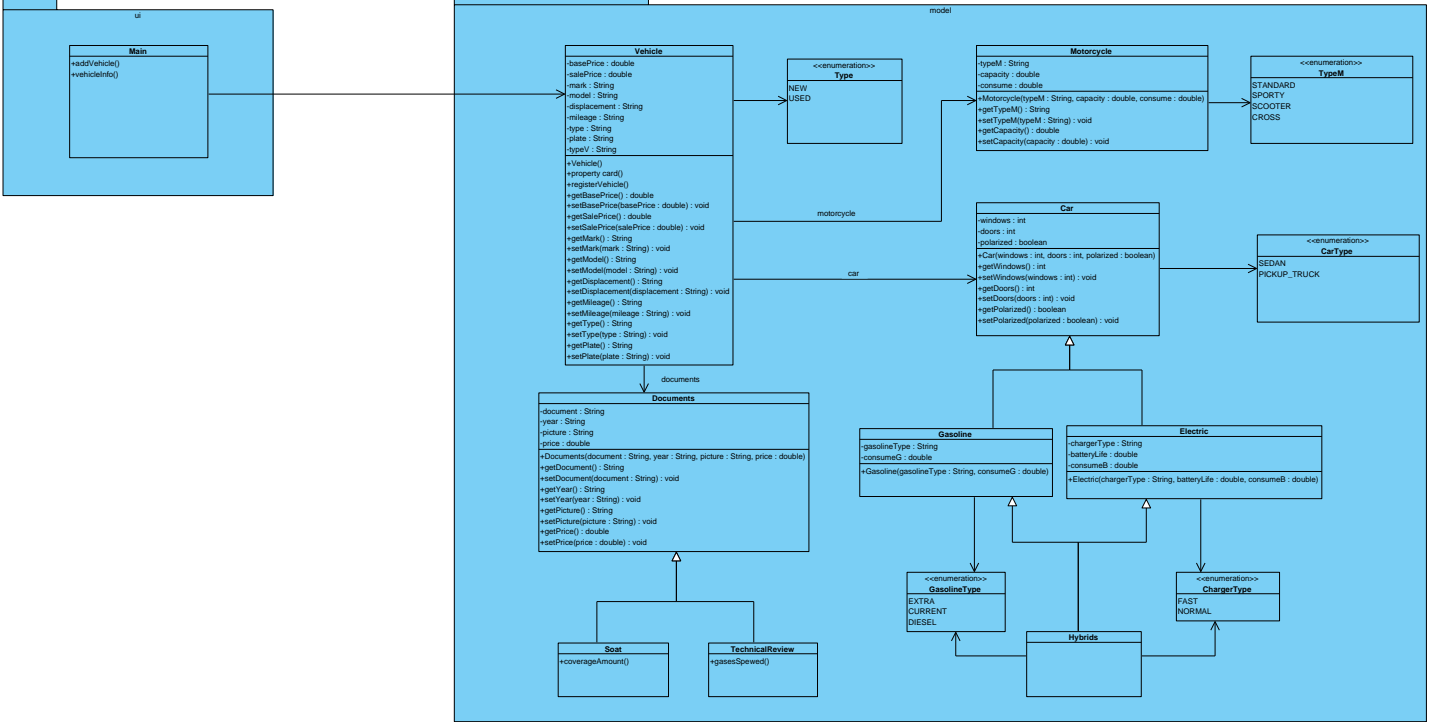 ui
Main
+addVehicle()
+vehicleInfo()
model
Vehicle
-basePrice : double
-salePrice : double
-mark : String
-model : String
-displacement : String
-mileage : String
-type : String
-plate : String
-typeV : String
+Vehicle()
+property card()
+registerVehicle()
+getBasePrice() : double
+setBasePrice(basePrice : double) : void
+getSalePrice() : double
+setSalePrice(salePrice : double) : void
+getMark() : String
+setMark(mark : String) : void
+getModel() : String
+setModel(model : String) : void
+getDisplacement() : String
+setDisplacement(displacement : String) : void
+getMileage() : String
+setMileage(mileage : String) : void
+getType() : String
+setType(type : String) : void
+getPlate() : String
+setPlate(plate : String) : void
<<enumeration>>
Type
NEW
USED
Motorcycle
-typeM : String
-capacity : double
-consume : double
+Motorcycle(typeM : String, capacity : double, consume : double)
+getTypeM() : String
+setTypeM(typeM : String) : void
+getCapacity() : double
+setCapacity(capacity : double) : void
<<enumeration>>
TypeM
STANDARD
SPORTY
SCOOTER
CROSS
motorcycle
car
Car
-windows : int
-doors : int
-polarized : boolean
+Car(windows : int, doors : int, polarized : boolean)
+getWindows() : int
+setWindows(windows : int) : void
+getDoors() : int
+setDoors(doors : int) : void
+getPolarized() : boolean
+setPolarized(polarized : boolean) : void
<<enumeration>>
CarType
SEDAN
PICKUP_TRUCK
documents
Documents
-document : String
-year : String
-picture : String
-price : double
+Documents(document : String, year : String, picture : String, price : double)
+getDocument() : String
+setDocument(document : String) : void
+getYear() : String
+setYear(year : String) : void
+getPicture() : String
+setPicture(picture : String) : void
+getPrice() : double
+setPrice(price : double) : void
Gasoline
-gasolineType : String
-consumeG : double
+Gasoline(gasolineType : String, consumeG : double)
Electric
-chargerType : String
-batteryLife : double
-consumeB : double
+Electric(chargerType : String, batteryLife : double, consumeB : double)
<<enumeration>>
GasolineType
EXTRA
CURRENT
DIESEL
<<enumeration>>
ChargerType
FAST
NORMAL
Hybrids
Soat
+coverageAmount()
TechnicalReview
+gasesSpewed()